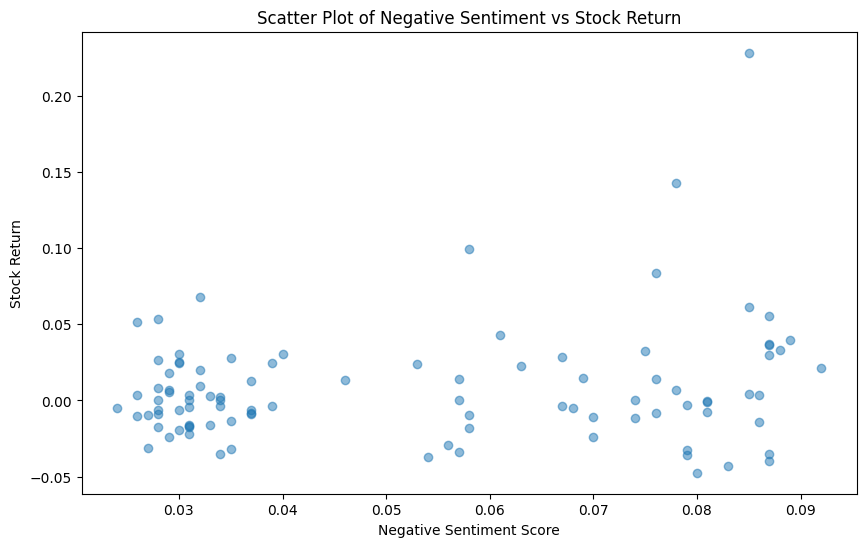 Scatter Plot of Negative Sentiment vs Stock Return
Stock Return
0.20
0.15
0.10
0.05
0.00
−0.05
0.03 0.04 0.05 0.06 0.07 0.08 0.09
Negative Sentiment Score